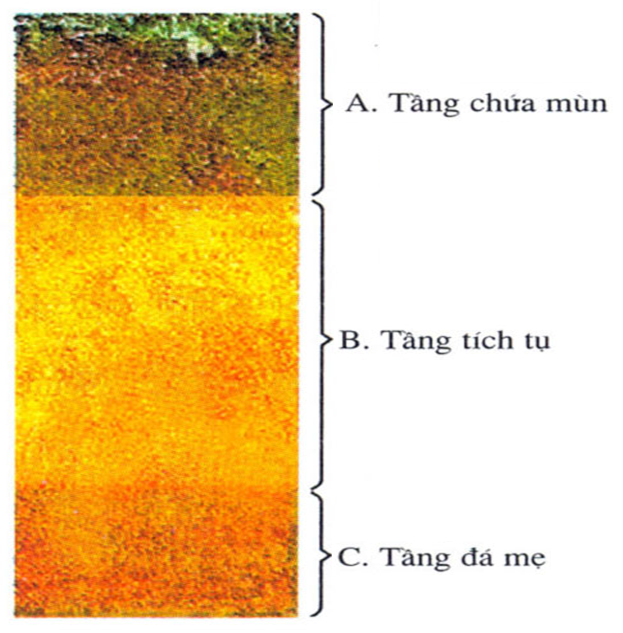 A. Tầng chứa mùn
B. Tầng tích tụ
C. Tầng đá mẹ